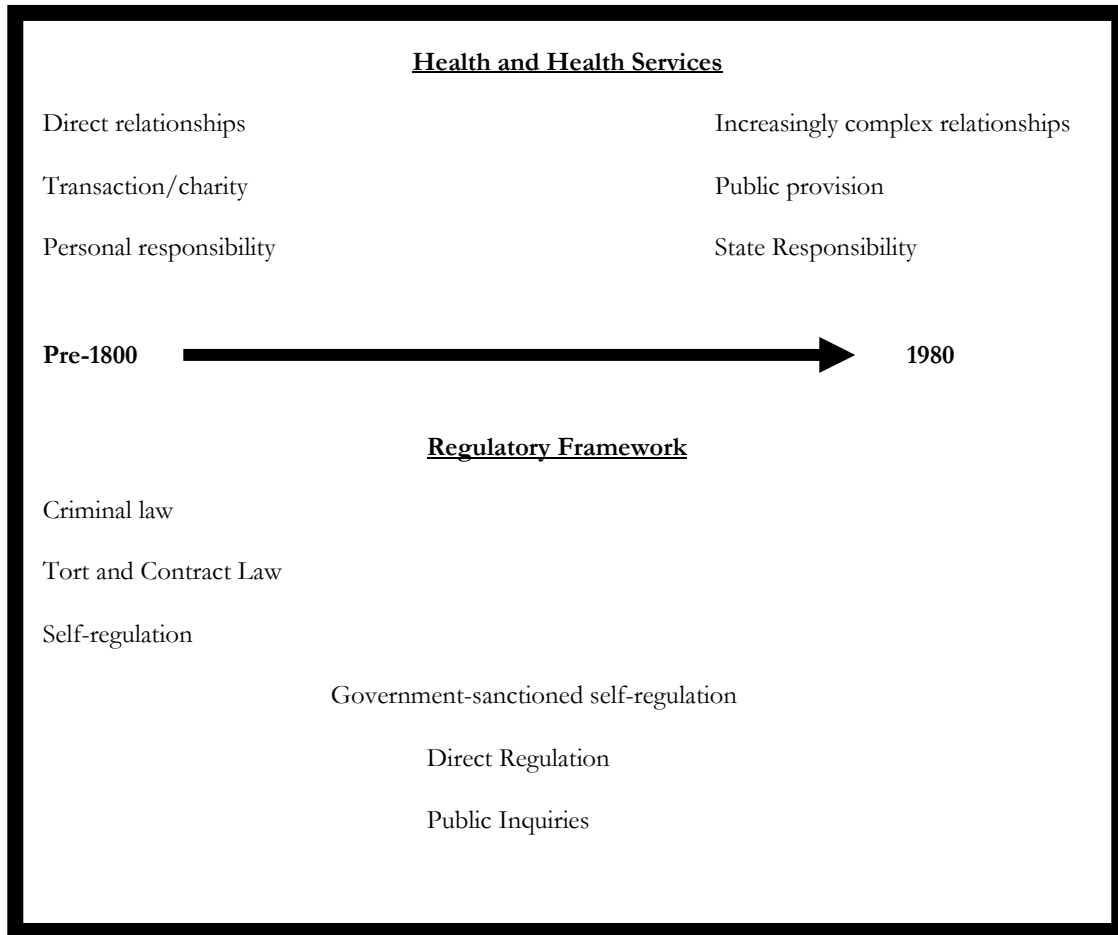 Health and Health Services
Direct relationships Increasingly complex relationships
Transaction/charity Public provision
Personal responsibility State Responsibility
Pre-1800 1980
Regulatory Framework
Criminal law
Tort and Contract Law
Self-regulation
Government-sanctioned self-regulation
Direct Regulation
Public Inquiries